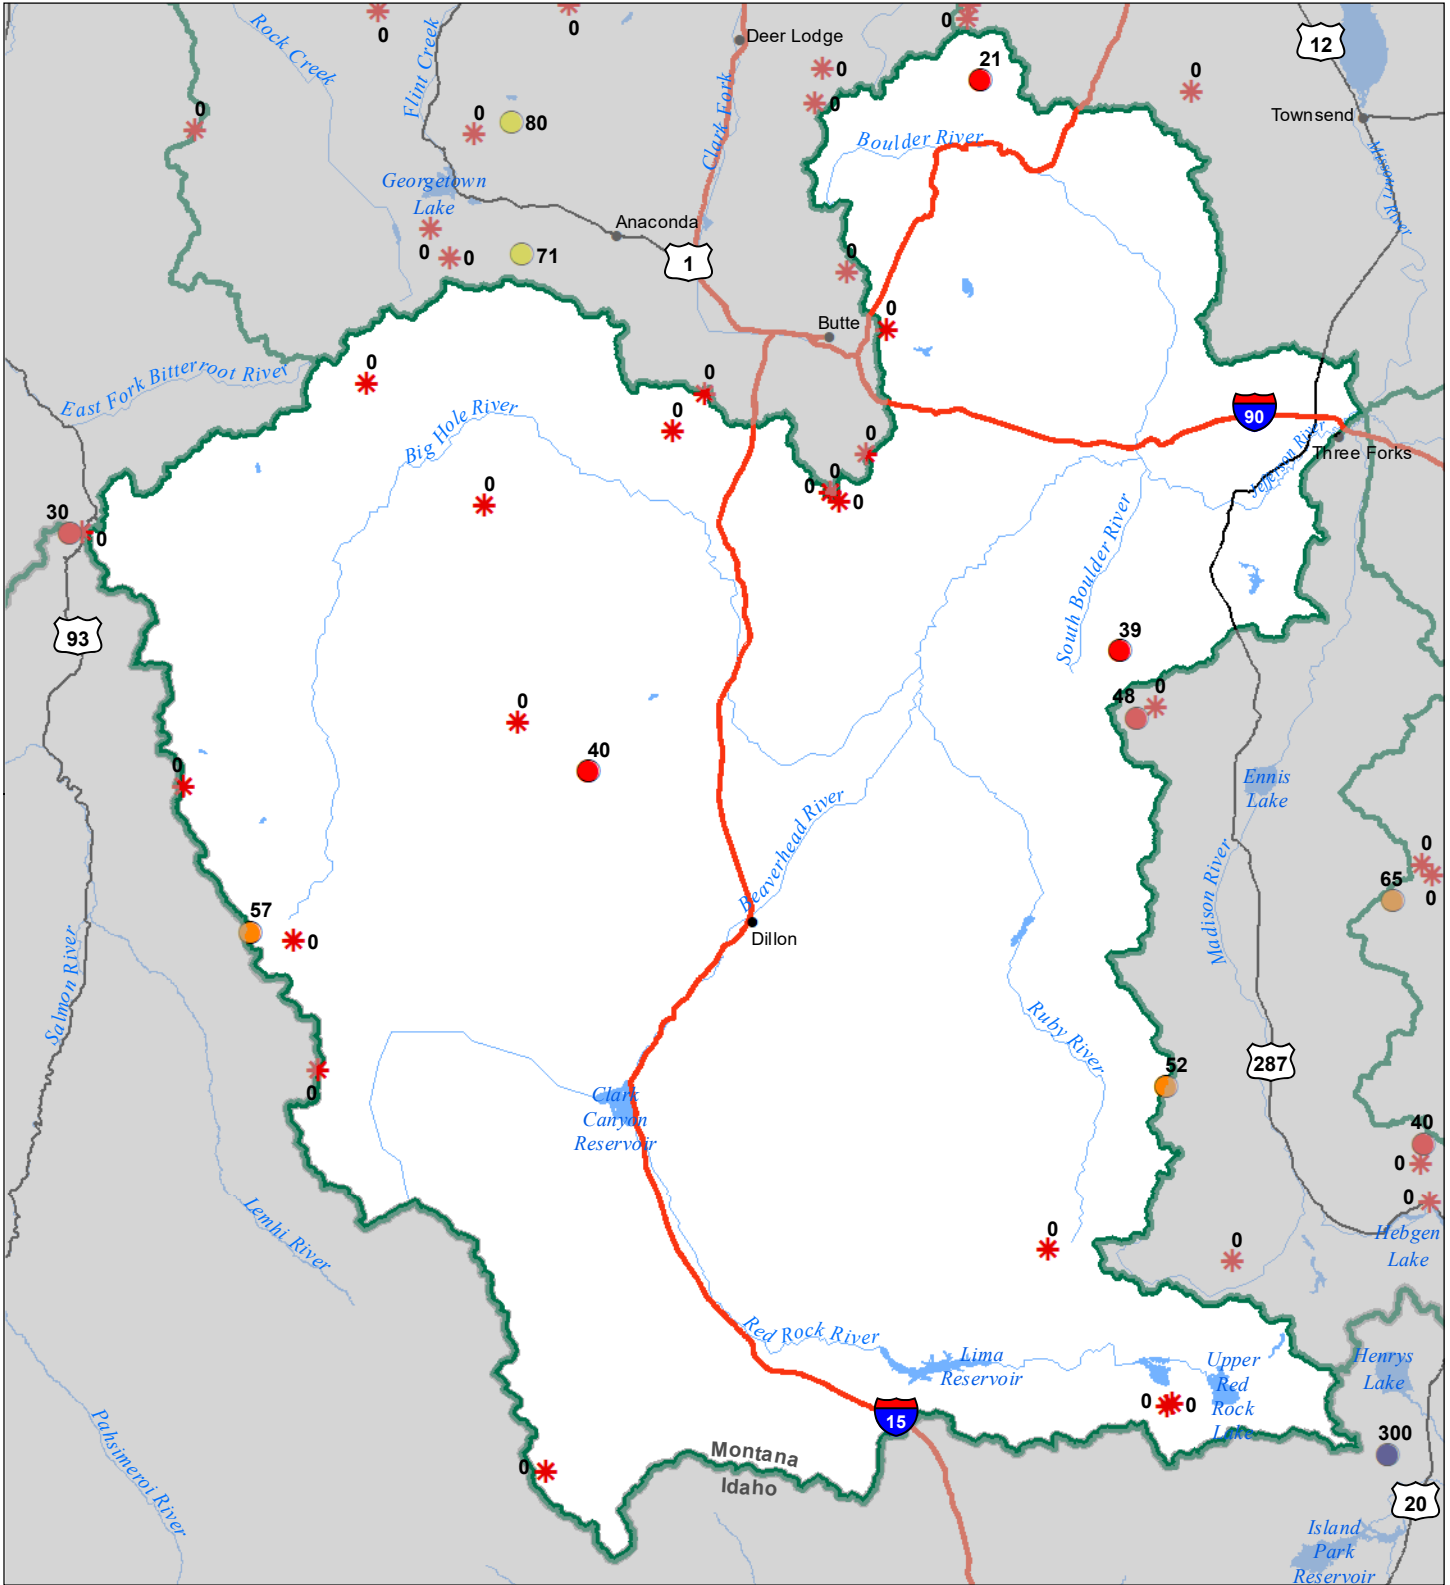 0
0
0
Rock Creek
Flint Creek
Deer Lodge
0
0
21
0
12
Townsend
Missouri River
0
0
80
Clark Fork
Boulder River
Georgetown
Lake
0
0
71
Anaconda
1
0
0
Butte
East Fork Bitterroot River
0
0
0
Big Hole River
0
90
Jefferson River
Three Forks
0
0
0
0
30
0
South Boulder River
93
39
48
0
0
40
0
Ennis
Lake
Beaverhead River
Madison River
0
65
0
57
0
Dillon
Salmon River
Ruby River
287
52
0
Clark
Canyon
Reservoir
40
0
0
Lemhi River
0
0
Hebgen
Lake
Red Rock River
Lima
Reservoir
Upper
Red
Rock
Lake
Henrys
Lake
0
0
15
300
Pahsimeroi River
0
Montana
Idaho
20
Island
Park
Reservoir